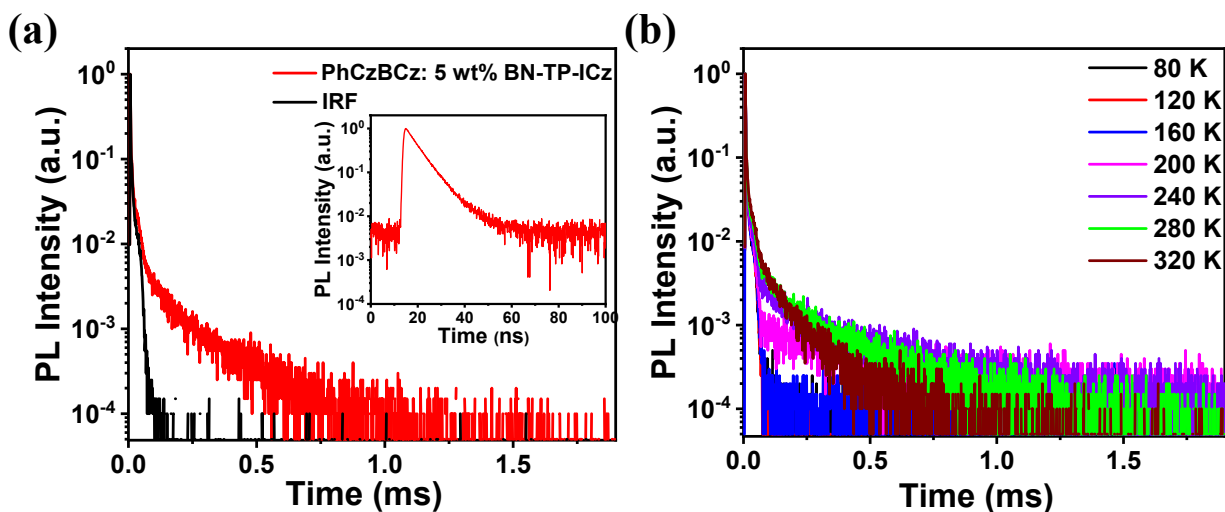 (a)
PL Intensity (a.u.)
10^0
10^-1
10^-2
10^-3
10^-4
0.0 0.5 1.0 1.5
Time (ms)
PhCzBCz: 5 wt% BN-TP-ICz
IRF
PL Intensity (a.u.)
10^0
10^-1
10^-2
10^-3
10^-4
0 20 40 60 80 100
Time (ns)
(b)
PL Intensity (a.u.)
10^0
10^-1
10^-2
10^-3
10^-4
0.0 0.5 1.0 1.5
Time (ms)
80 K
120 K
160 K
200 K
240 K
280 K
320 K